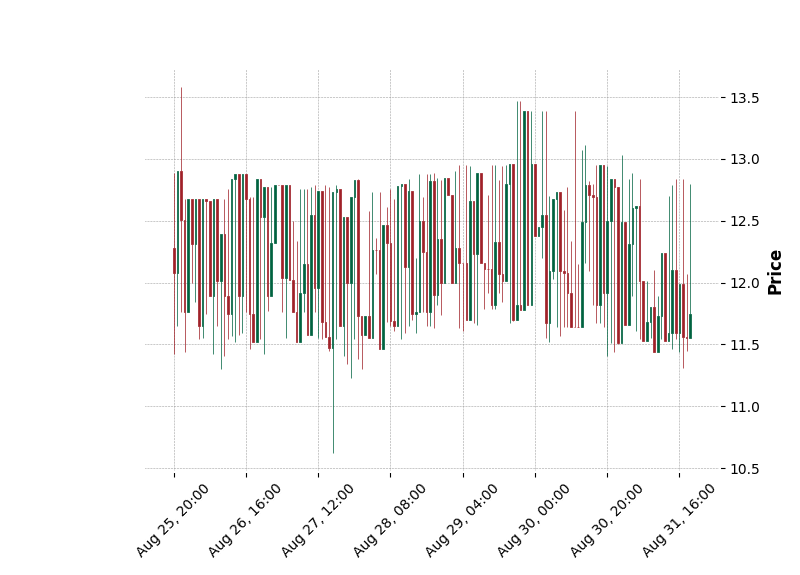 13.5
13.0
12.5
12.0
11.5
11.0
10.5
Price
Aug 25, 20:00
Aug 26, 16:00
Aug 27, 12:00
Aug 28, 08:00
Aug 29, 04:00
Aug 30, 00:00
Aug 30, 20:00
Aug 31, 16:00